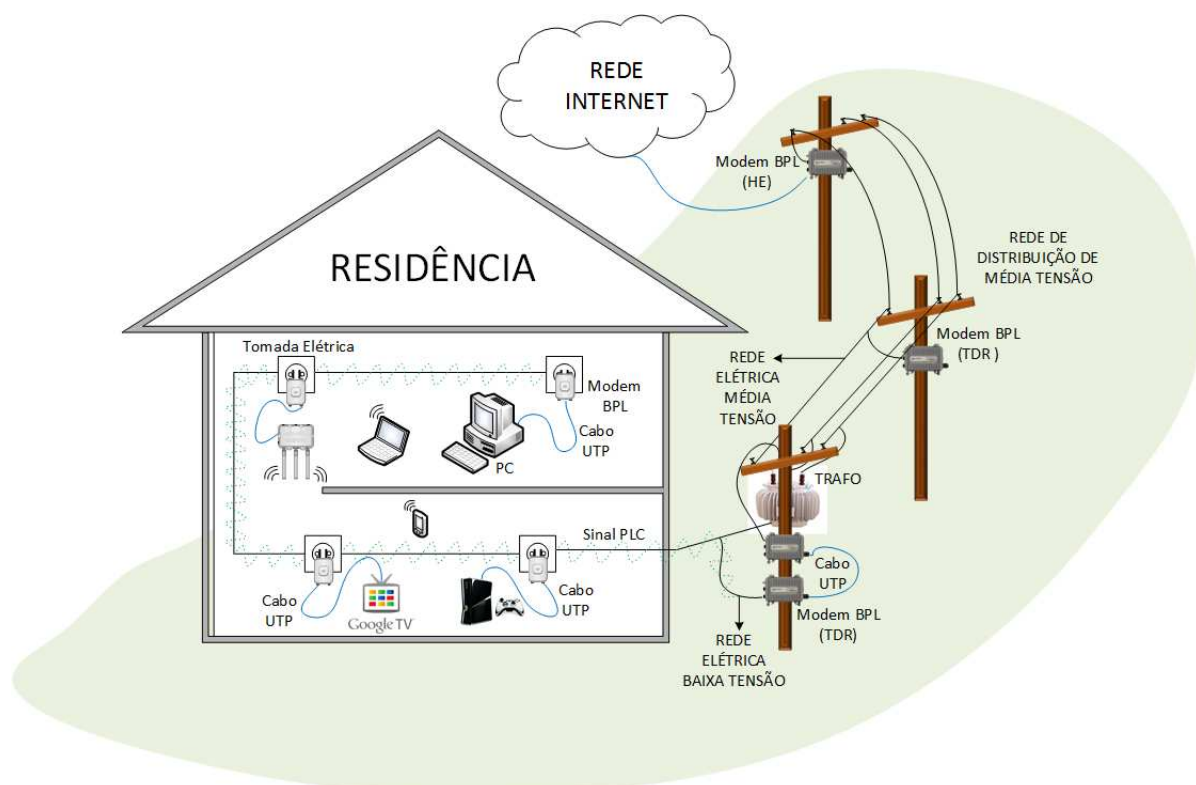 REDE
INTERNET
Modem BPL
(HE)
REDE DE
DISTRIBUIÇÃO DE
MÉDIA TENSÃO
RESIDÊNCIA
Modem BPL
(TDR )
REDE
ELÉTRICA
MÉDIA
TENSÃO
Tomada Elétrica
Modem
BPL
Cabo
UTP
PC
TRAFO
Sinal PLC
Cabo
UTP
Cabo
UTP
Google TV
Cabo
UTP
Modem BPL
(TDR)
REDE
ELÉTRICA
BAIXA TENSÃO